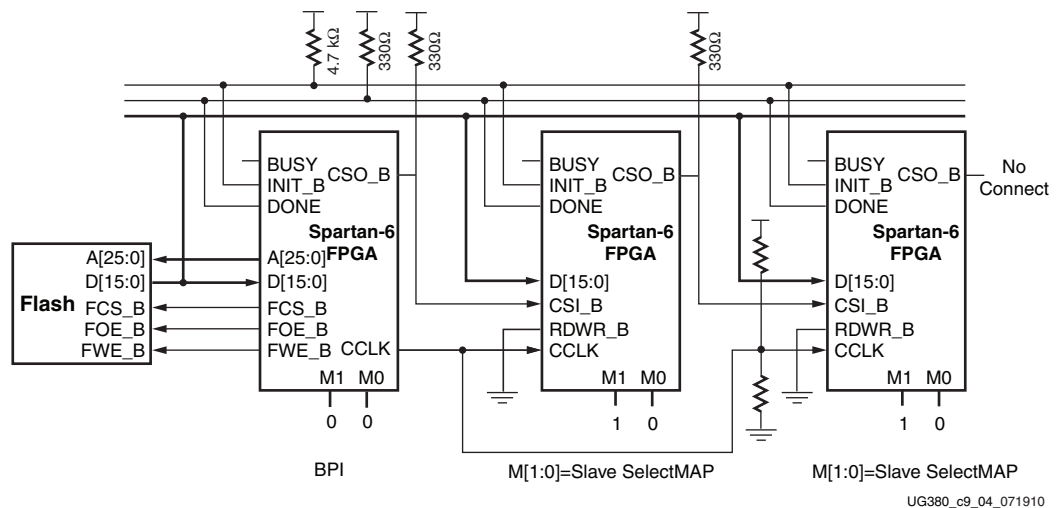 4.7 kΩ
330Ω
330Ω
330Ω
BUSY
INIT_B
DONE
CSO_B
Spartan-6
FPGA
A[25:0]
D[15:0]
FCS_B
FOE_B
FWE_B
CCLK
M1 M0
0 0
BPI
Flash
A[25:0]
D[15:0]
FCS_B
FOE_B
FWE_B
BUSY
INIT_B
DONE
CSO_B
Spartan-6
FPGA
D[15:0]
CSI_B
RDWR_B
CCLK
M1 M0
1 0
M[1:0]=Slave SelectMAP
BUSY
INIT_B
DONE
CSO_B
No
Connect
Spartan-6
FPGA
D[15:0]
CSI_B
RDWR_B
CCLK
M1 M0
1 0
M[1:0]=Slave SelectMAP
UG380_c9_04_071910